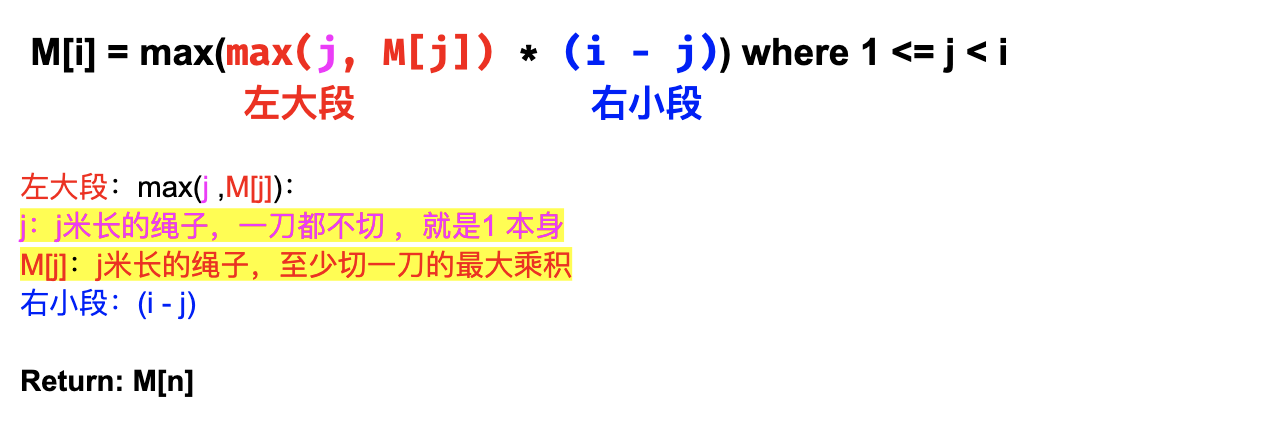 M[i] = max(max(j, M[j]) * (i - j)) where 1 <= j < i
左大段 右小段
左大段：max(j ,M[j])：
j：j米长的绳子，一刀都不切 ，就是1 本身
M[j]：j米长的绳子，至少切一刀的最大乘积
右小段：(i - j)
Return: M[n]